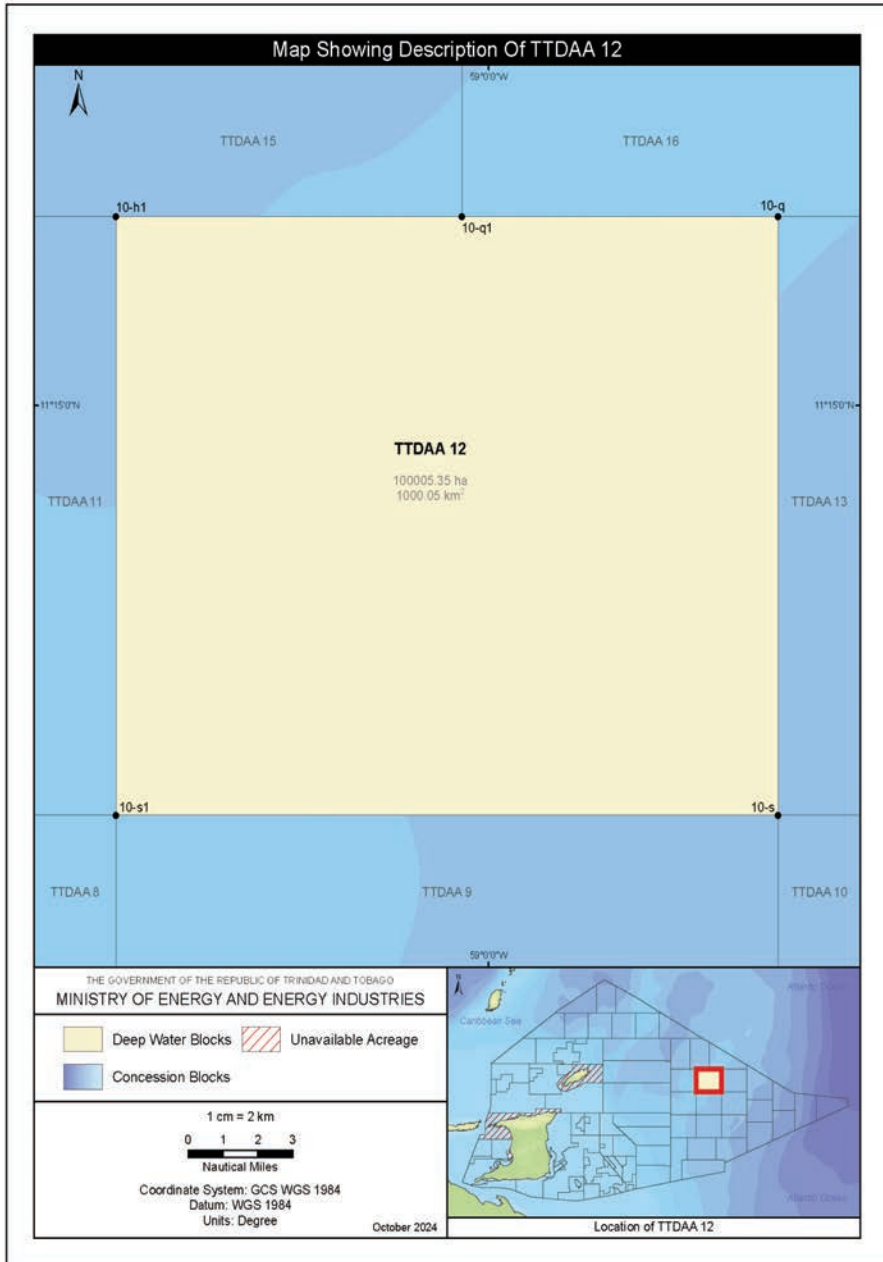 Map Showing Description Of TTDAA 12
N
59°0'0"W
TTDAA 15
TTDAA 16
10-h1
10-q1
10-q
11°15'0"N
11°15'0"N
TTDAA 12
100005.35 ha
1000.05 km²
TTDAA 11
TTDAA 13
10-s1
10-s
TTDAA 8
TTDAA 9
TTDAA 10
59°0'0"W
THE GOVERNMENT OF THE REPUBLIC OF TRINIDAD AND TOBAGO
MINISTRY OF ENERGY AND ENERGY INDUSTRIES
Deep Water Blocks
Unavailable Acreage
Concession Blocks
1 cm = 2 km
0 1 2 3
Nautical Miles
Coordinate System: GCS WGS 1984
Datum: WGS 1984
Units: Degree
October 2024
N
Caribbean Sea
Atlantic Ocean
Atlantic Ocean
Location of TTDAA 12